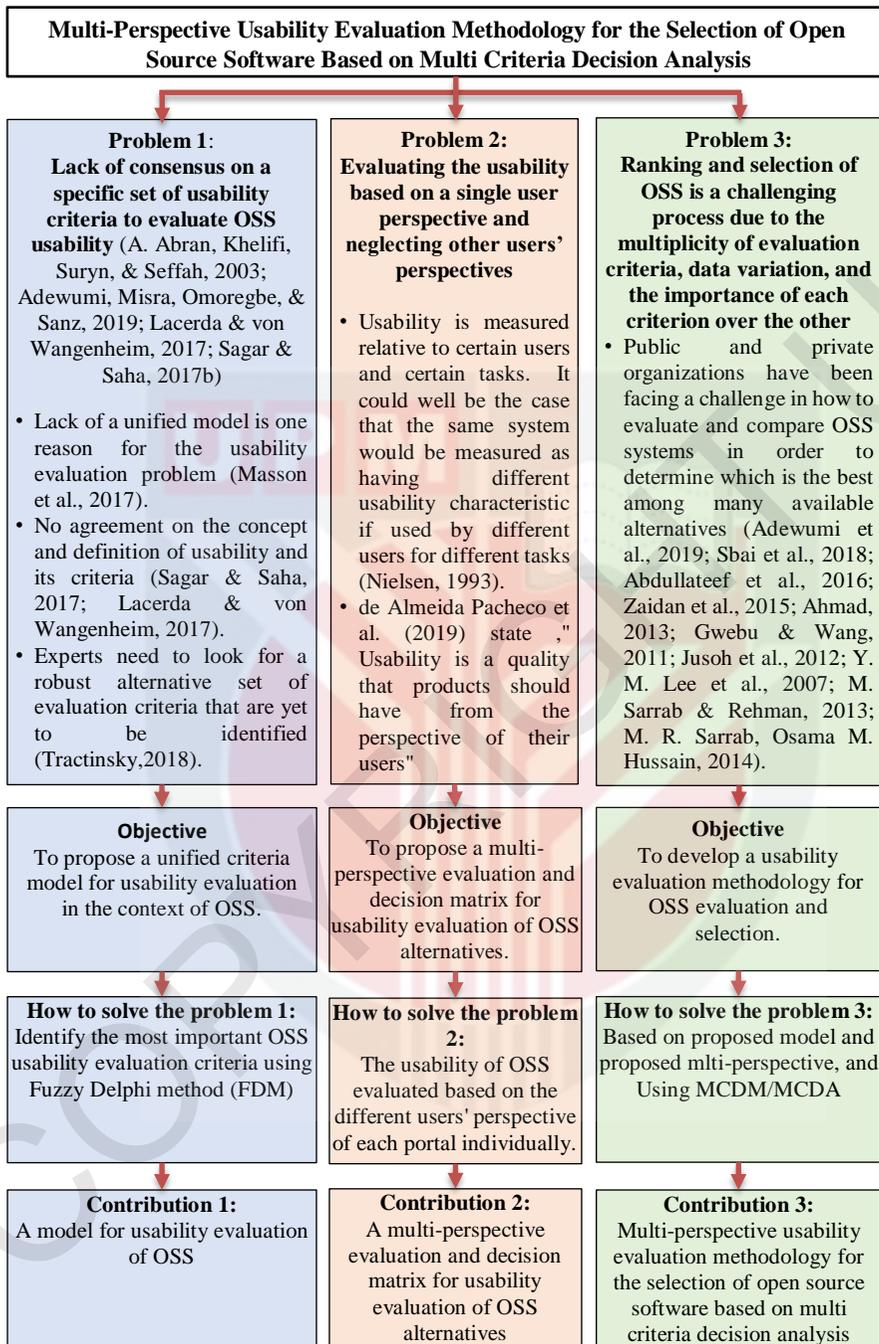 Multi-Perspective Usability Evaluation Methodology for the Selection of Open
Source Software Based on Multi Criteria Decision Analysis
Problem 1:
Lack of consensus on a
specific set of usability
criteria to evaluate OSS
usability (A. Abran, Khelifi,
Suryn, & Seffah, 2003;
Adewumi, Misra, Omoregbe, &
Sanz, 2019; Lacerda & von
Wangenheim, 2017; Sagar &
Saha, 2017b)
• Lack of a unified model is one
reason for the usability
evaluation problem (Masson
et al., 2017).
• No agreement on the concept
and definition of usability and
its criteria (Sagar & Saha,
2017; Lacerda & von
Wangenheim, 2017).
• Experts need to look for a
robust alternative set of
evaluation criteria that are yet
to be identified
(Tractinsky,2018).
Objective
To propose a unified criteria
model for usability evaluation
in the context of OSS.
How to solve the problem 1:
Identify the most important OSS
usability evaluation criteria using
Fuzzy Delphi method (FDM)
Contribution 1:
A model for usability evaluation
of OSS
Problem 2:
Evaluating the usability
based on a single user
perspective and
neglecting other users’
perspectives
• Usability is measured
relative to certain users
and certain tasks. It
could well be the case
that the same system
would be measured as
having different
usability characteristic
if used by different
users for different tasks
(Nielsen, 1993).
• de Almeida Pacheco et
al. (2019) state ,"
Usability is a quality
that products should
have from the
perspective of their
users"
Objective
To propose a multi-
perspective evaluation and
decision matrix for
usability evaluation of OSS
alternatives.
How to solve the problem
2:
The usability of OSS
evaluated based on the
different users' perspective
of each portal individually.
Contribution 2:
A multi-perspective
evaluation and decision
matrix for usability
evaluation of OSS
alternatives
Problem 3:
Ranking and selection of
OSS is a challenging
process due to the
multiplicity of evaluation
criteria, data variation, and
the importance of each
criterion over the other
• Public and private
organizations have been
facing a challenge in how to
evaluate and compare OSS
systems in order to
determine which is the best
among many available
alternatives (Adewumi et
al., 2019; Sbai et al., 2018;
Abdullateef et al., 2016;
Zaidan et al., 2015; Ahmad,
2013; Gwebu & Wang,
2011; Jusoh et al., 2012; Y.
M. Lee et al., 2007; M.
Sarrab & Rehman, 2013;
M. R. Sarrab, Osama M.
Hussain, 2014).
Objective
To develop a usability
evaluation methodology for
OSS evaluation and
selection.
How to solve the problem 3:
Based on proposed model and
proposed mlti-perspective, and
Using MCDM/MCDA
Contribution 3:
Multi-perspective usability
evaluation methodology for
the selection of open source
software based on multi
criteria decision analysis
UPM
COPYRIGHT U